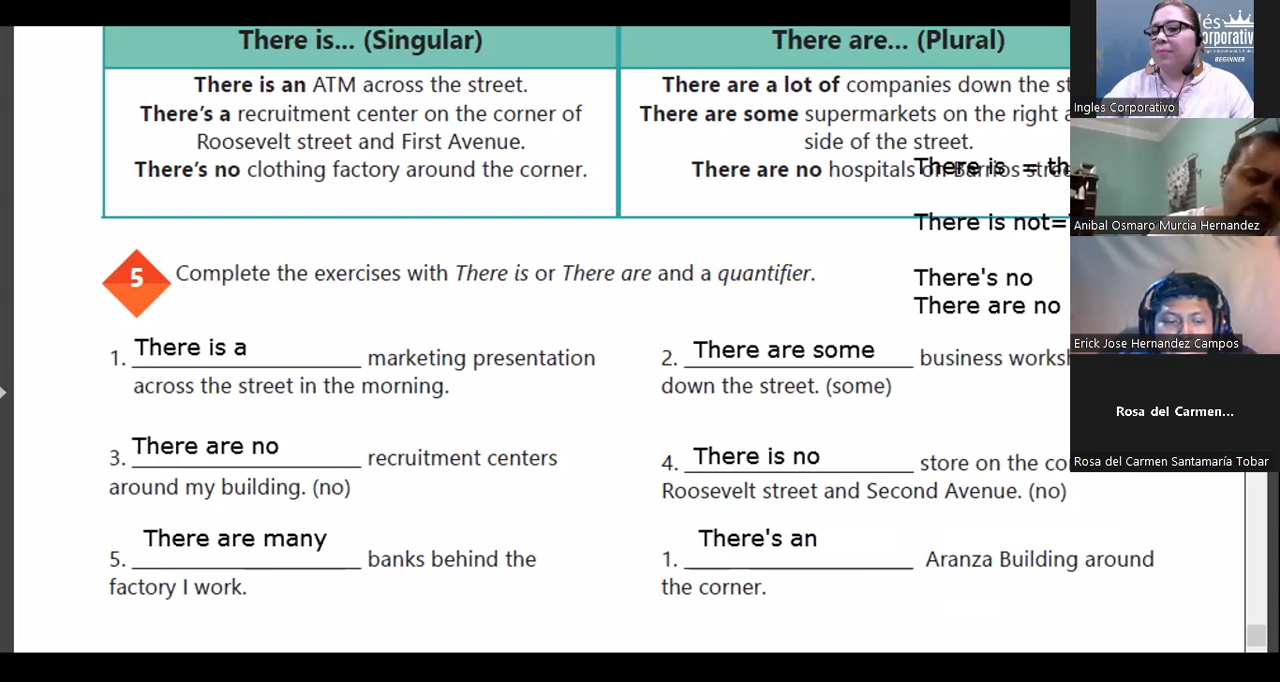 There is... (Singular)
There are... (Plural)
There is an ATM across the street.
There's a recruitment center on the corner of
Roosevelt street and First Avenue.
There's no clothing factory around the corner.
There are a lot of companies down the
There are some supermarkets on the right
side of the street.
There are no hospitals on Barrios
There is =
There is not=
There's no
There are no
5 Complete the exercises with There is or There are and a quantifier.
1. There is a marketing presentation
across the street in the morning.
2. There are some business
down the street. (some)
3. There are no recruitment centers
around my building. (no)
4. There is no store on the
Roosevelt street and Second Avenue. (no)
5. There are many banks behind the
factory I work.
1. There's an Aranza Building around
the corner.
BEGINNER
Ingles Corporativo
Anibal Osmaro Murcia Hernandez
Erick Jose Hernandez Campos
Rosa del Carmen...
Rosa del Carmen Santamaría Tobar